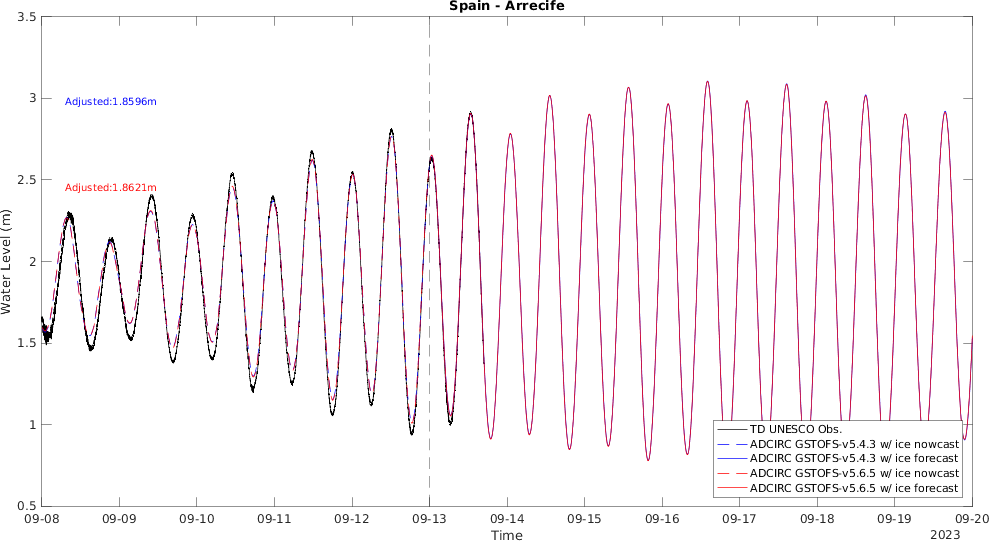 Spain - Arrecife
3.5
3
2.5
2
1.5
1
0.5
Water Level (m)
Adjusted:1.8596m
Adjusted:1.8621m
TD UNESCO Obs.
ADCIRC GSTOFS-v5.4.3 w/ ice nowcast
ADCIRC GSTOFS-v5.4.3 w/ ice forecast
ADCIRC GSTOFS-v5.6.5 w/ ice nowcast
ADCIRC GSTOFS-v5.6.5 w/ ice forecast
09-08 09-09 09-10 09-11 09-12 09-13 09-14 09-15 09-16 09-17 09-18 09-19 09-20
Time
2023